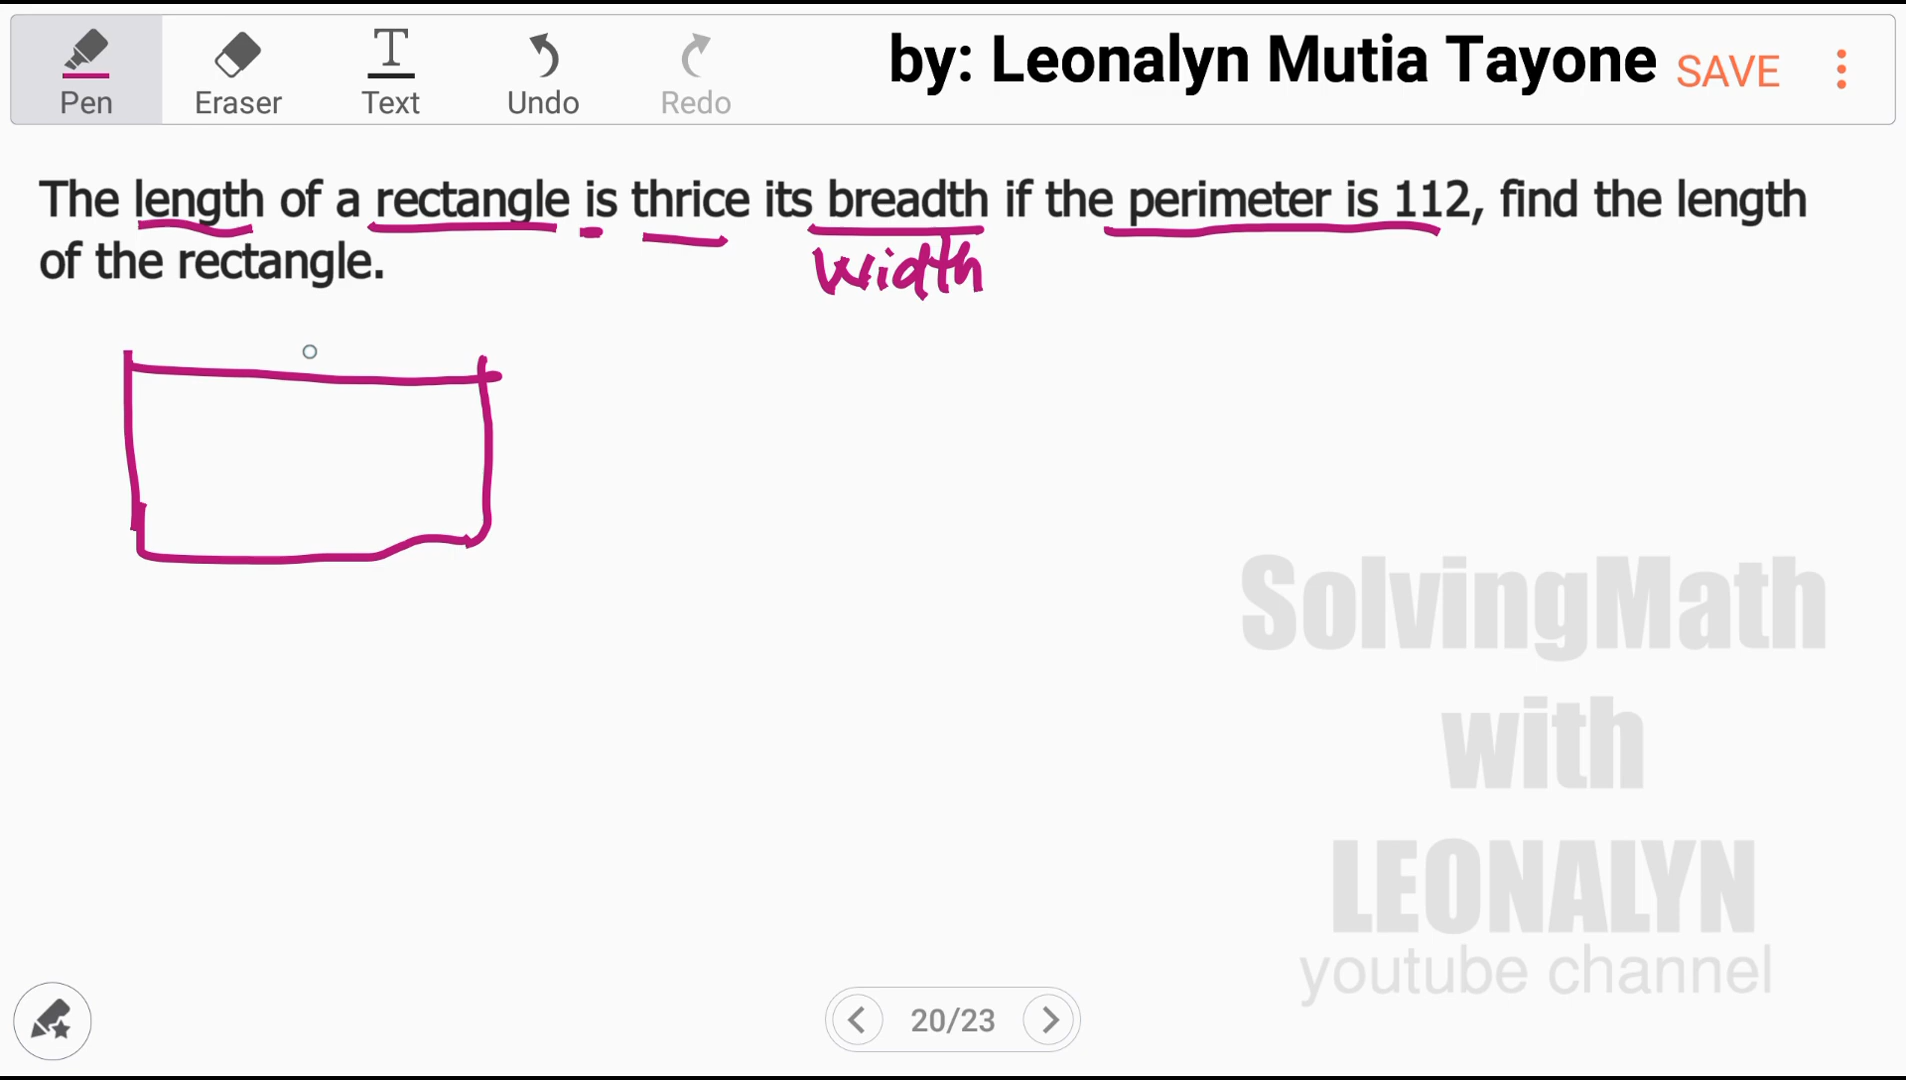 by: Leonalyn Mutia Tayone
SAVE
Pen
Eraser
Text
Undo
Redo
The length of a rectangle is thrice its breadth if the perimeter is 112, find the length
of the rectangle.
width
SolvingMath
with
LEONALYN
youtube channel
20/23